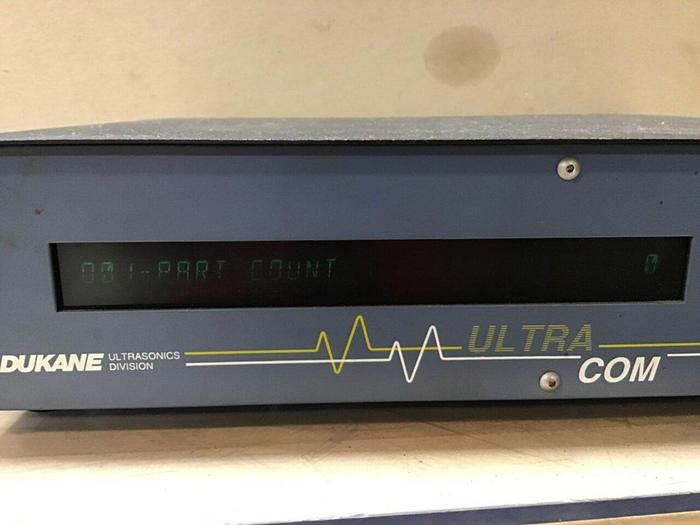 001-PART COUNT 0
DUKANE ULTRASONICS
DIVISION
ULTRA
COM